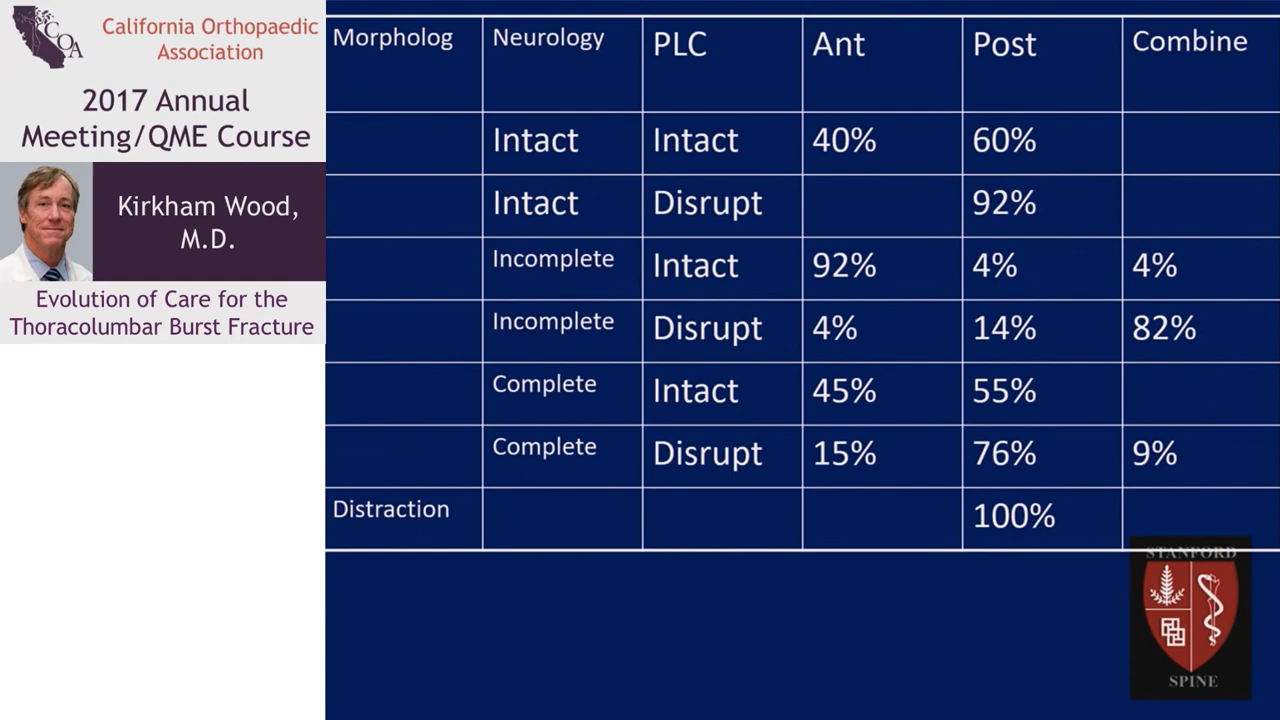 COA
California Orthopaedic
Association
2017 Annual
Meeting/QME Course
Kirkham Wood,
M.D.
Evolution of Care for the
Thoracolumbar Burst Fracture
Morpholog Neurology PLC Ant Post Combine
Intact Intact 40% 60%
Intact Disrupt 92%
Incomplete Intact 92% 4% 4%
Incomplete Disrupt 4% 14% 82%
Complete Intact 45% 55%
Complete Disrupt 15% 76% 9%
Distraction 100%
STANFORD
SPINE